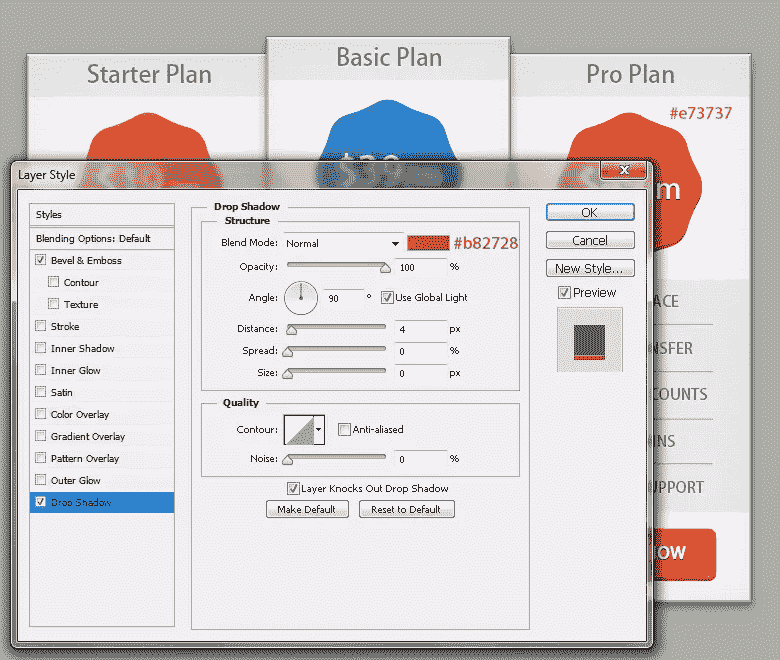 Starter Plan
Basic Plan
Pro Plan
#e73737
m
Layer Style
Styles
Blending Options: Default
Bevel & Emboss
Contour
Texture
Stroke
Inner Shadow
Inner Glow
Satin
Color Overlay
Gradient Overlay
Pattern Overlay
Outer Glow
Drop Shadow
Drop Shadow
Structure
Blend Mode: Normal #b82728
Opacity: 100 %
Angle: 90 ° Use Global Light
Distance: 4 px
Spread: 0 %
Size: 0 px
Quality
Contour: Anti-aliased
Noise: 0 %
Layer Knocks Out Drop Shadow
Make Default Reset to Default
OK
Cancel
New Style...
Preview
ACE
NSFER
COUNTS
INS
UPPORT
OW